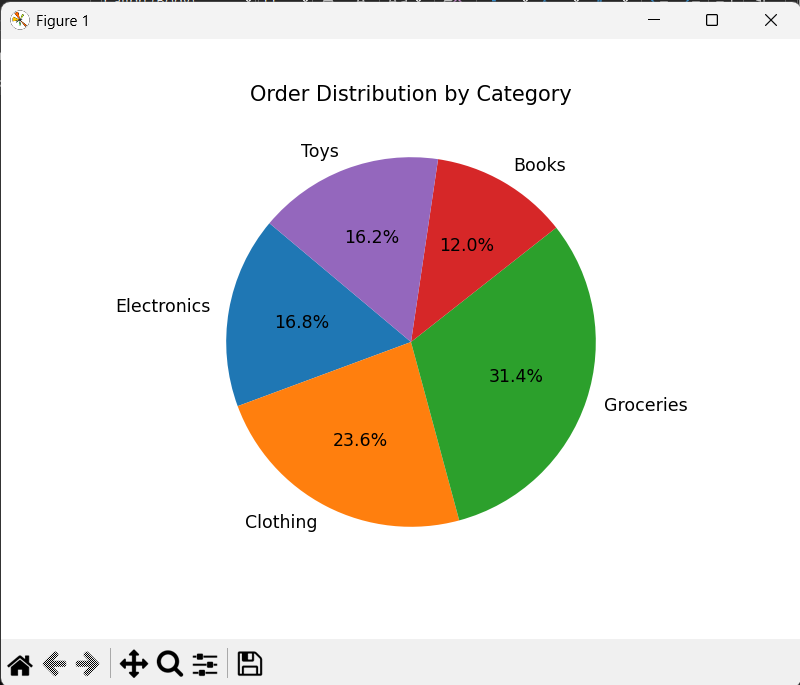 Figure 1
Order Distribution by Category
Toys
Books
16.2%
12.0%
Electronics
16.8%
31.4%
Groceries
23.6%
Clothing